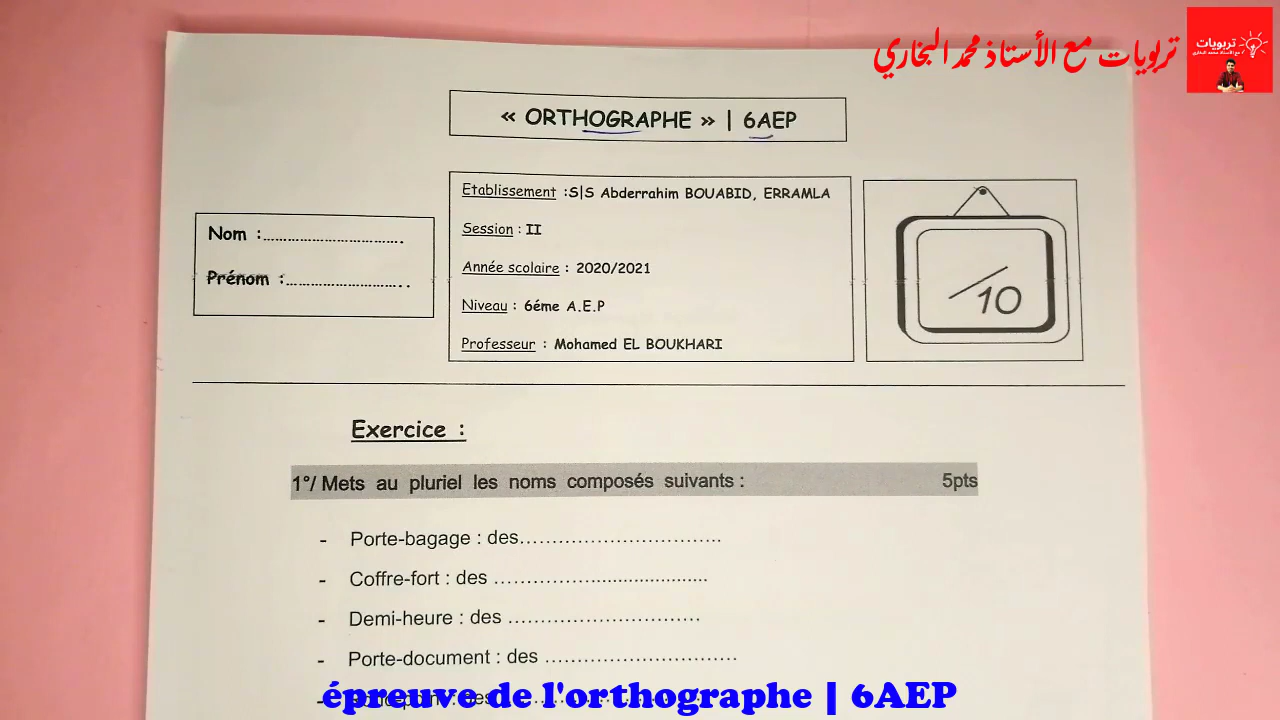 تربويات مع الأستاذ محمد البخاري
تربويات
« ORTHOGRAPHE » | 6AEP
Etablissement :S|S Abderrahim BOUABID, ERRAMLA
Session : II
Année scolaire : 2020/2021
Niveau : 6éme A.E.P
Professeur : Mohamed EL BOUKHARI
Nom :…………………………….
Prénom :………………………..
/10
Exercice :
1°/ Mets au pluriel les noms composés suivants : 5pts
- Porte-bagage : des…………………………..
- Coffre-fort : des ……………......................
- Demi-heure : des …………………………
- Porte-document : des …………………………
épreuve de l'orthographe | 6AEP